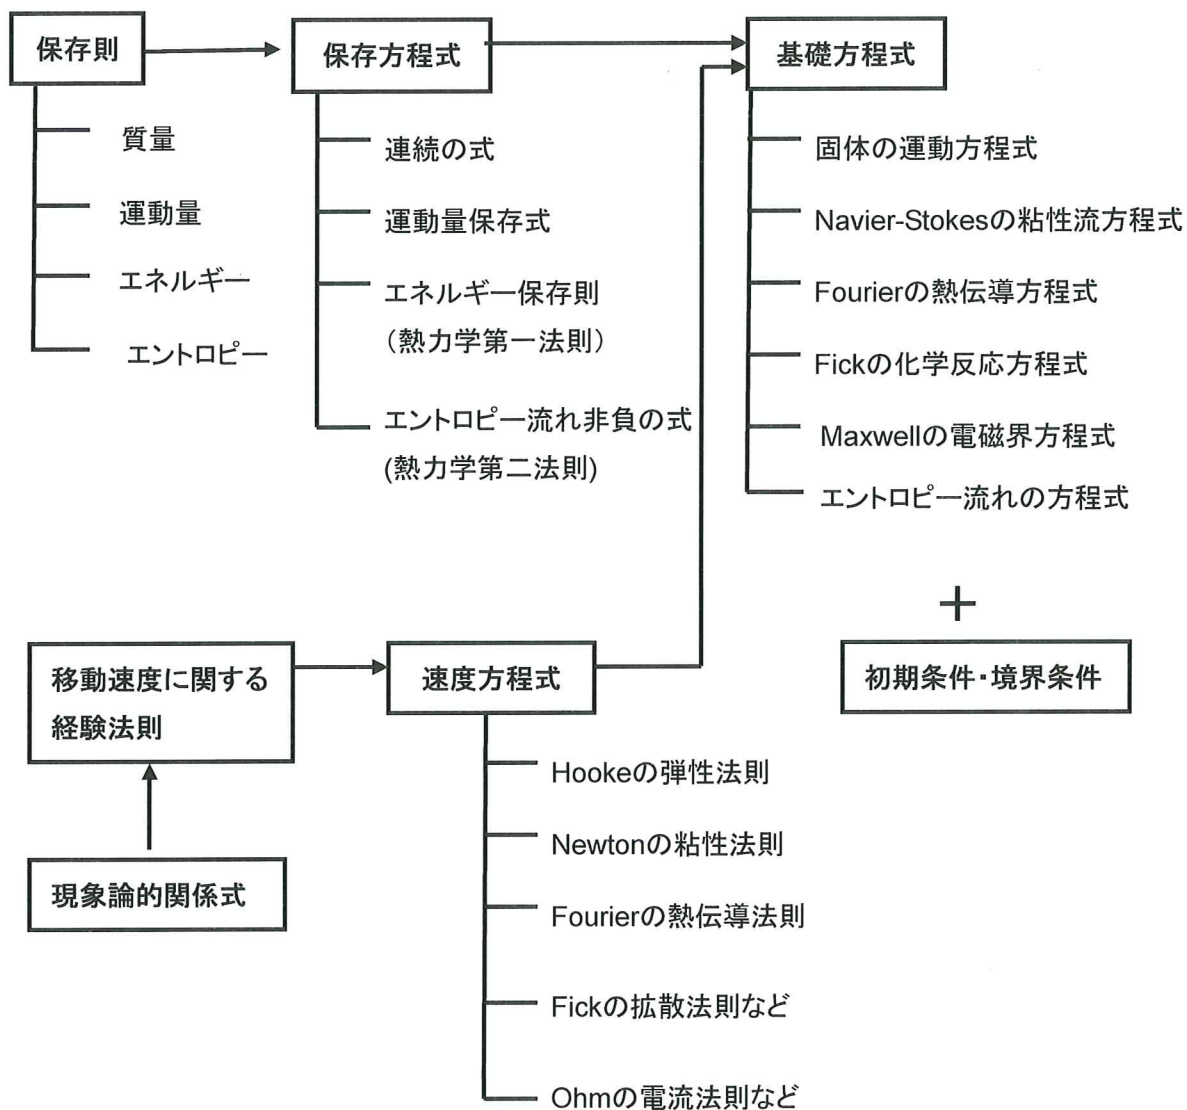 保存則
質量
運動量
エネルギー
エントロピー
保存方程式
連続の式
運動量保存式
エネルギー保存則
(熱力学第一法則)
エントロピー流れ非負の式
(熱力学第二法則)
基礎方程式
固体の運動方程式
Navier-Stokesの粘性流方程式
Fourierの熱伝導方程式
Fickの化学反応方程式
Maxwellの電磁界方程式
エントロピー流れの方程式
+
初期条件・境界条件
移動速度に関する
経験法則
現象論的関係式
速度方程式
Hookeの弾性法則
Newtonの粘性法則
Fourierの熱伝導法則
Fickの拡散法則など
Ohmの電流法則など